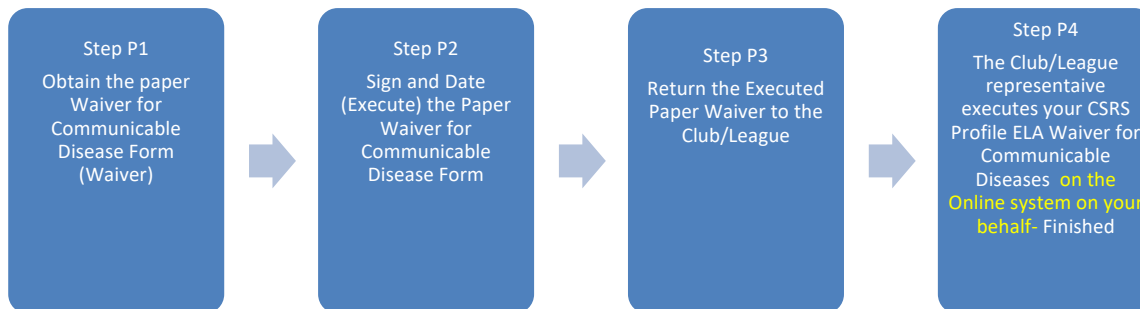 Step P1
Obtain the paper
Waiver for
Communicable
Disease Form
(Waiver)
Step P2
Sign and Date
(Execute) the Paper
Waiver for
Communicable
Disease Form
Step P3
Return the Executed
Paper Waiver to the
Club/League
Step P4
The Club/League
representaive
executes your CSRS
Profile ELA Waiver for
Communicable
Diseases on the
Online system on your
behalf- Finished